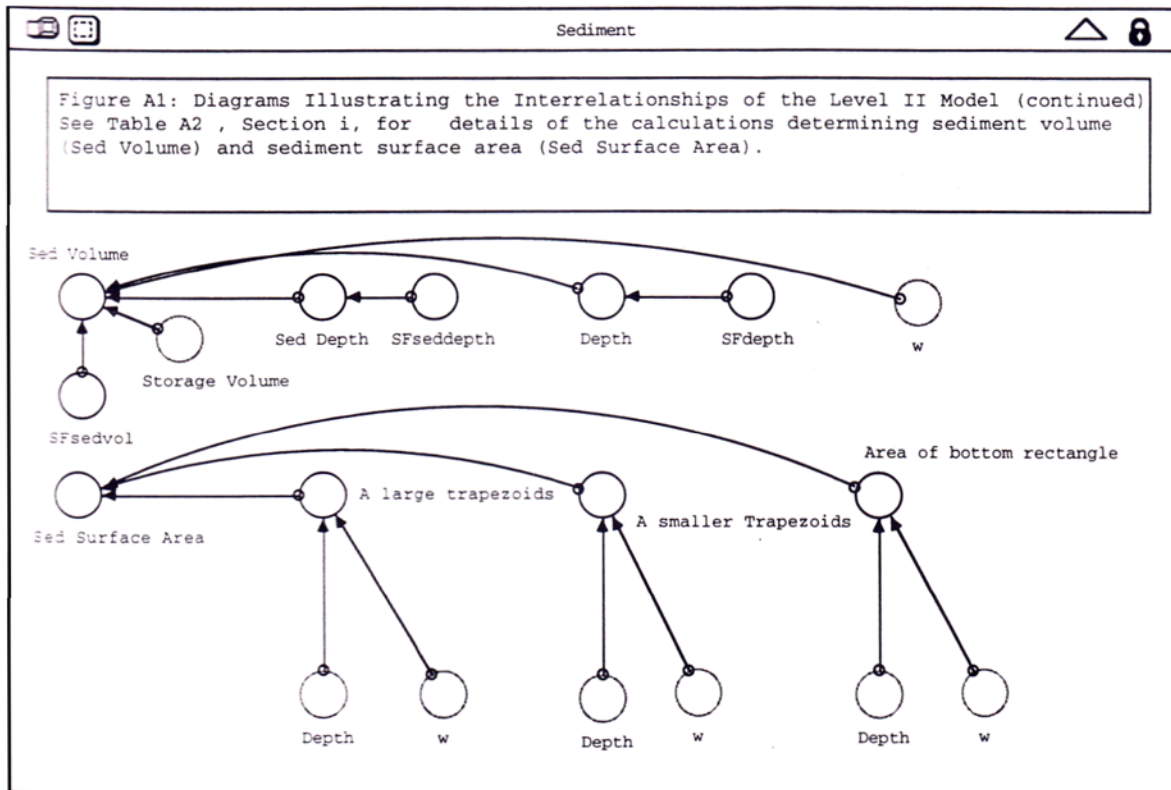 Sediment
Figure A1: Diagrams Illustrating the Interrelationships of the Level II Model (continued)
See Table A2 , Section i, for details of the calculations determining sediment volume
(Sed Volume) and sediment surface area (Sed Surface Area).
Sed Volume
Sed Depth
SFseddepth
Depth
SFdepth
w
Storage Volume
SFsedvol
Area of bottom rectangle
A large trapezoids
A smaller Trapezoids
Sed Surface Area
Depth
w
Depth
w
Depth
w